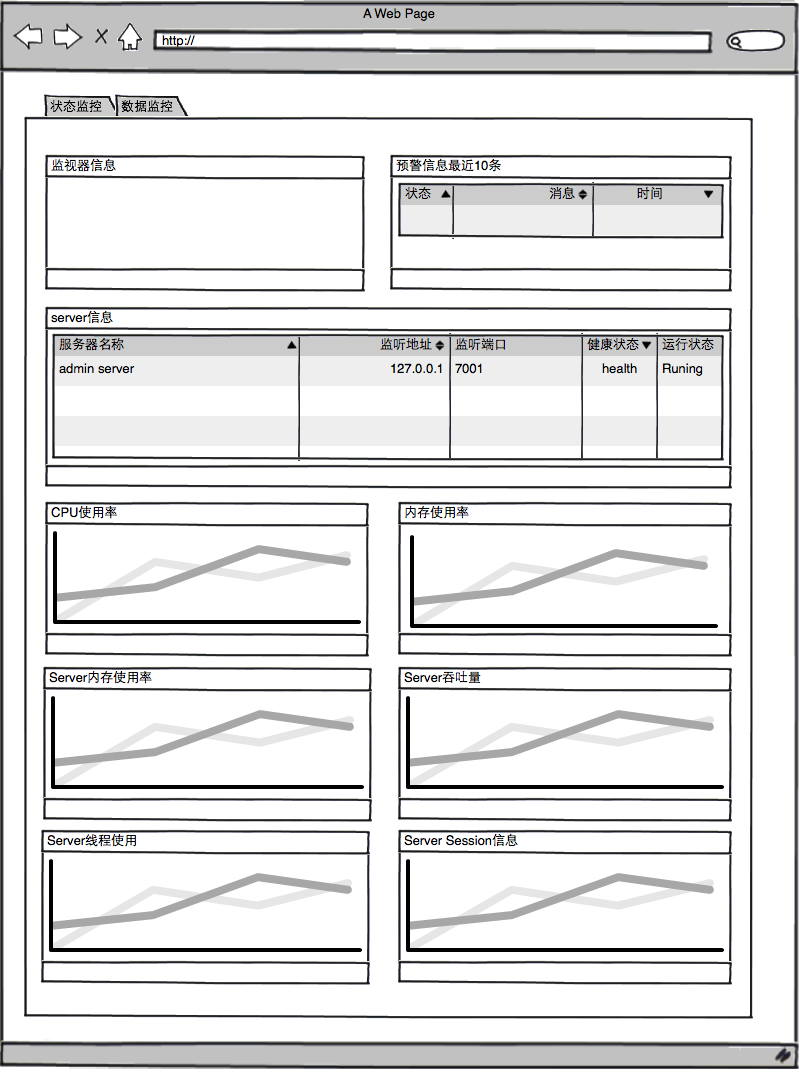 A Web Page
http://
状态监控 数据监控
监视器信息
预警信息最近10条
状态 消息 时间
server信息
服务器名称 监听地址 监听端口 健康状态 运行状态
admin server 127.0.0.1 7001 health Runing
CPU使用率
内存使用率
Server内存使用率
Server吞吐量
Server线程使用
Server Session信息